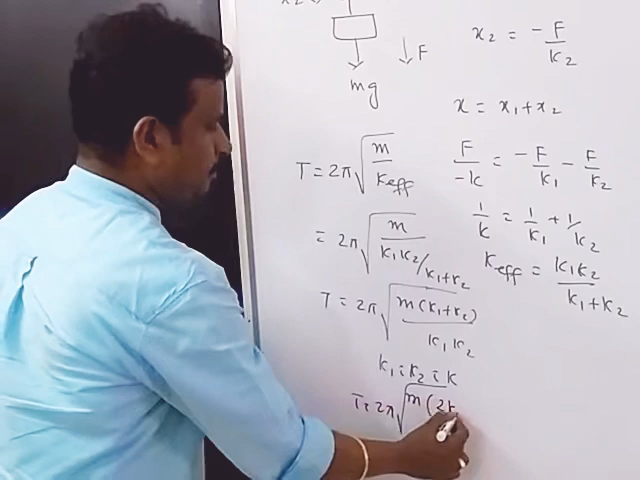 x₂
F
mg
x₂ = -F/k₂
x = x₁ + x₂
F/-k = -F/k₁ - F/k₂
1/k = 1/k₁ + 1/k₂
Keff = k₁k₂/k₁+k₂
T = 2π√m/Keff
= 2π√m/k₁k₂/k₁+k₂
T = 2π√m(k₁+k₂)/k₁k₂
k₁ = k₂ = k
T = 2π√m(2k